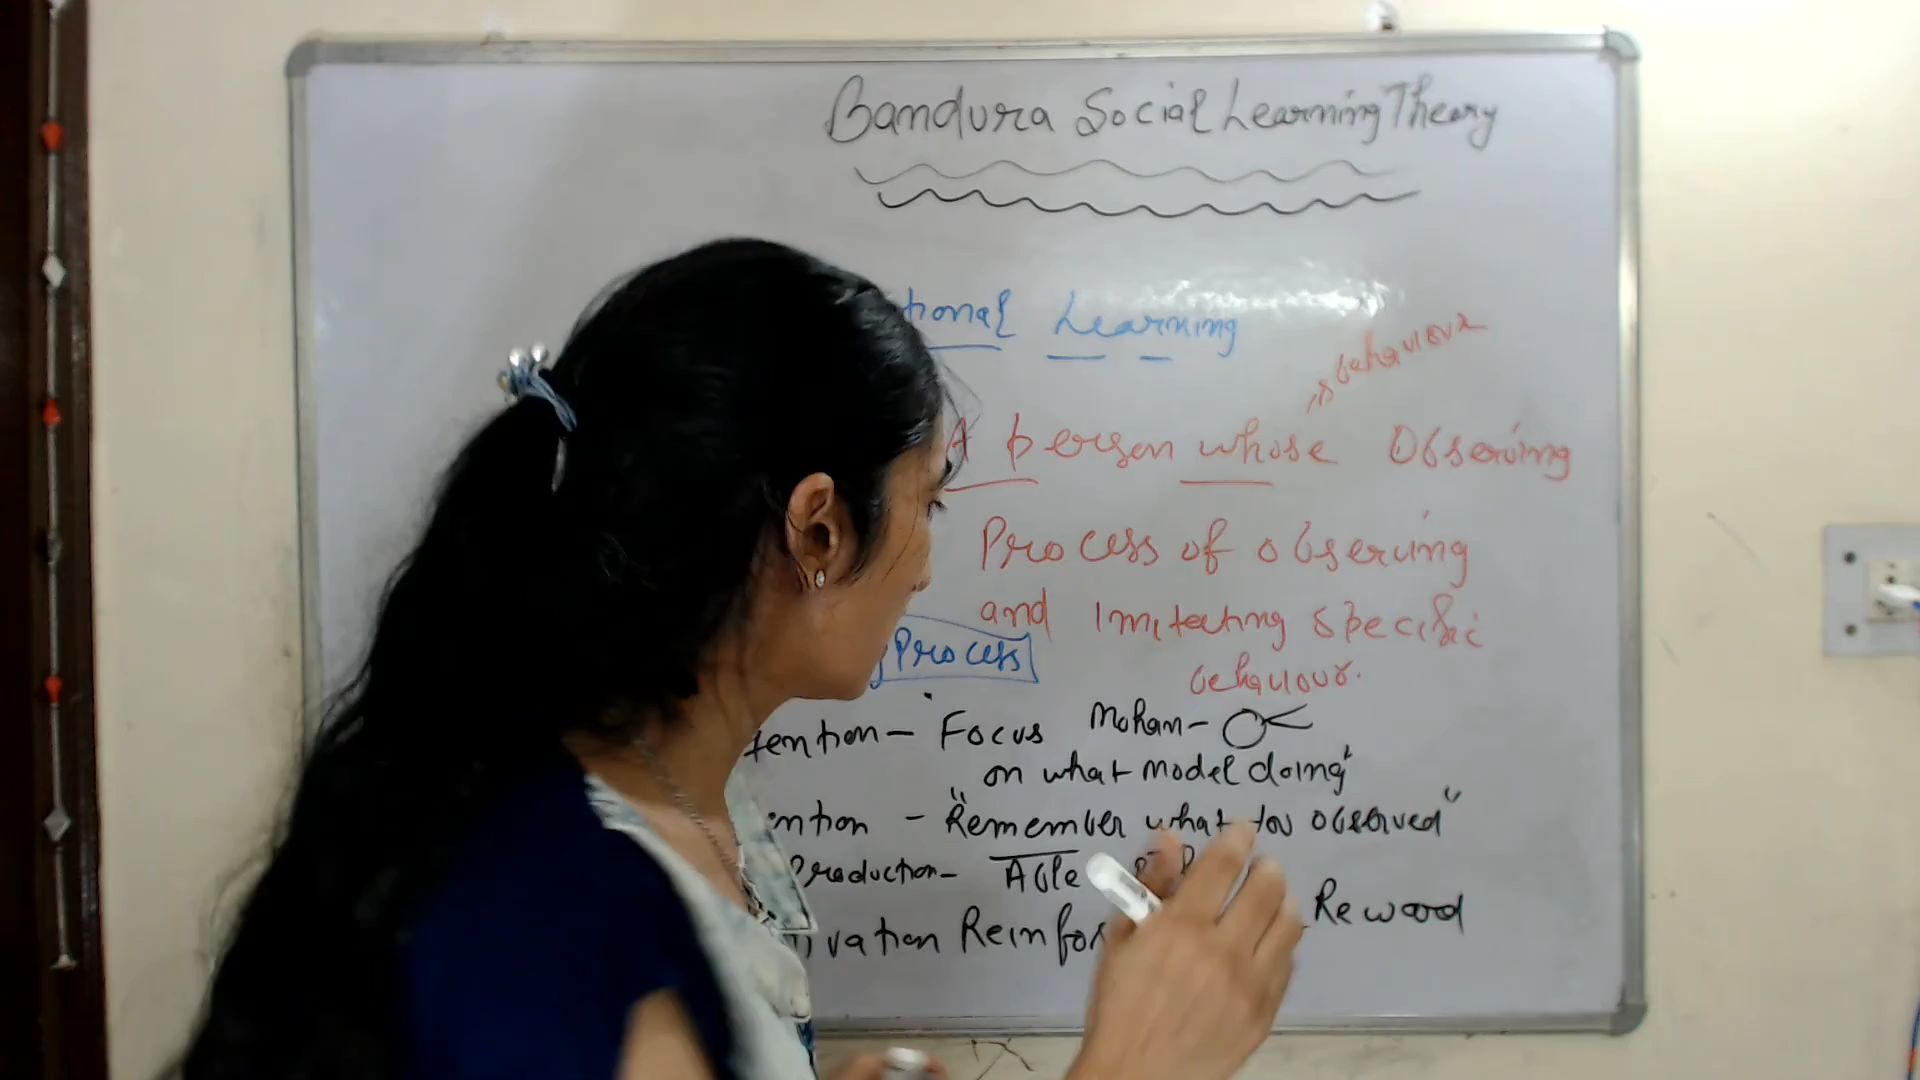 Bandura Social Learning Theory
tional Learning
behaviour
A person whose Observing
Process of observing
and Imitating specific
behaviour.
Process
tention - Focus Mohan -
on what model doing"
ention - "Remember what you observed"
Production - Able
ivation Reinfor Reward